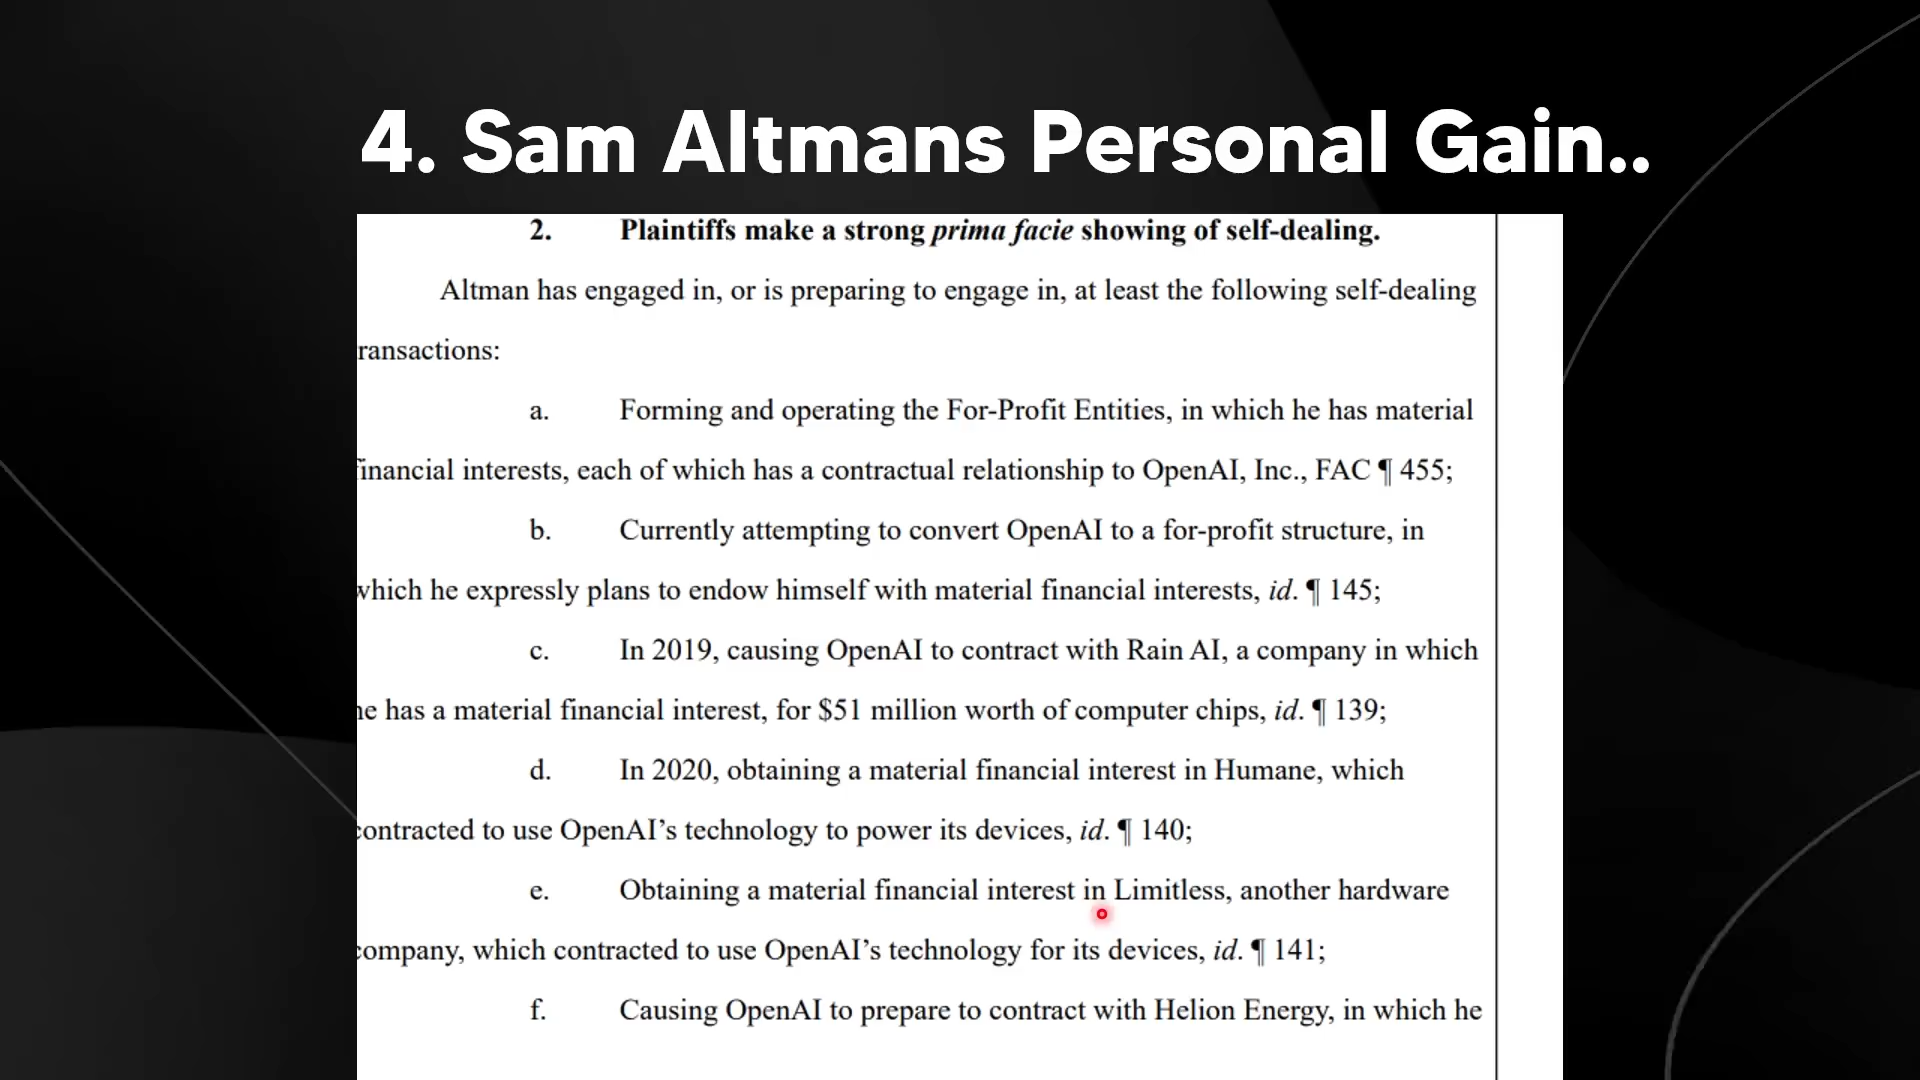 4. Sam Altmans Personal Gain..
2. Plaintiffs make a strong prima facie showing of self-dealing.
Altman has engaged in, or is preparing to engage in, at least the following self-dealing
ransactions:
a. Forming and operating the For-Profit Entities, in which he has material
financial interests, each of which has a contractual relationship to OpenAI, Inc., FAC ¶ 455;
b. Currently attempting to convert OpenAI to a for-profit structure, in
which he expressly plans to endow himself with material financial interests, id. ¶ 145;
c. In 2019, causing OpenAI to contract with Rain AI, a company in which
he has a material financial interest, for $51 million worth of computer chips, id. ¶ 139;
d. In 2020, obtaining a material financial interest in Humane, which
contracted to use OpenAI’s technology to power its devices, id. ¶ 140;
e. Obtaining a material financial interest in Limitless, another hardware
company, which contracted to use OpenAI’s technology for its devices, id. ¶ 141;
f. Causing OpenAI to prepare to contract with Helion Energy, in which he